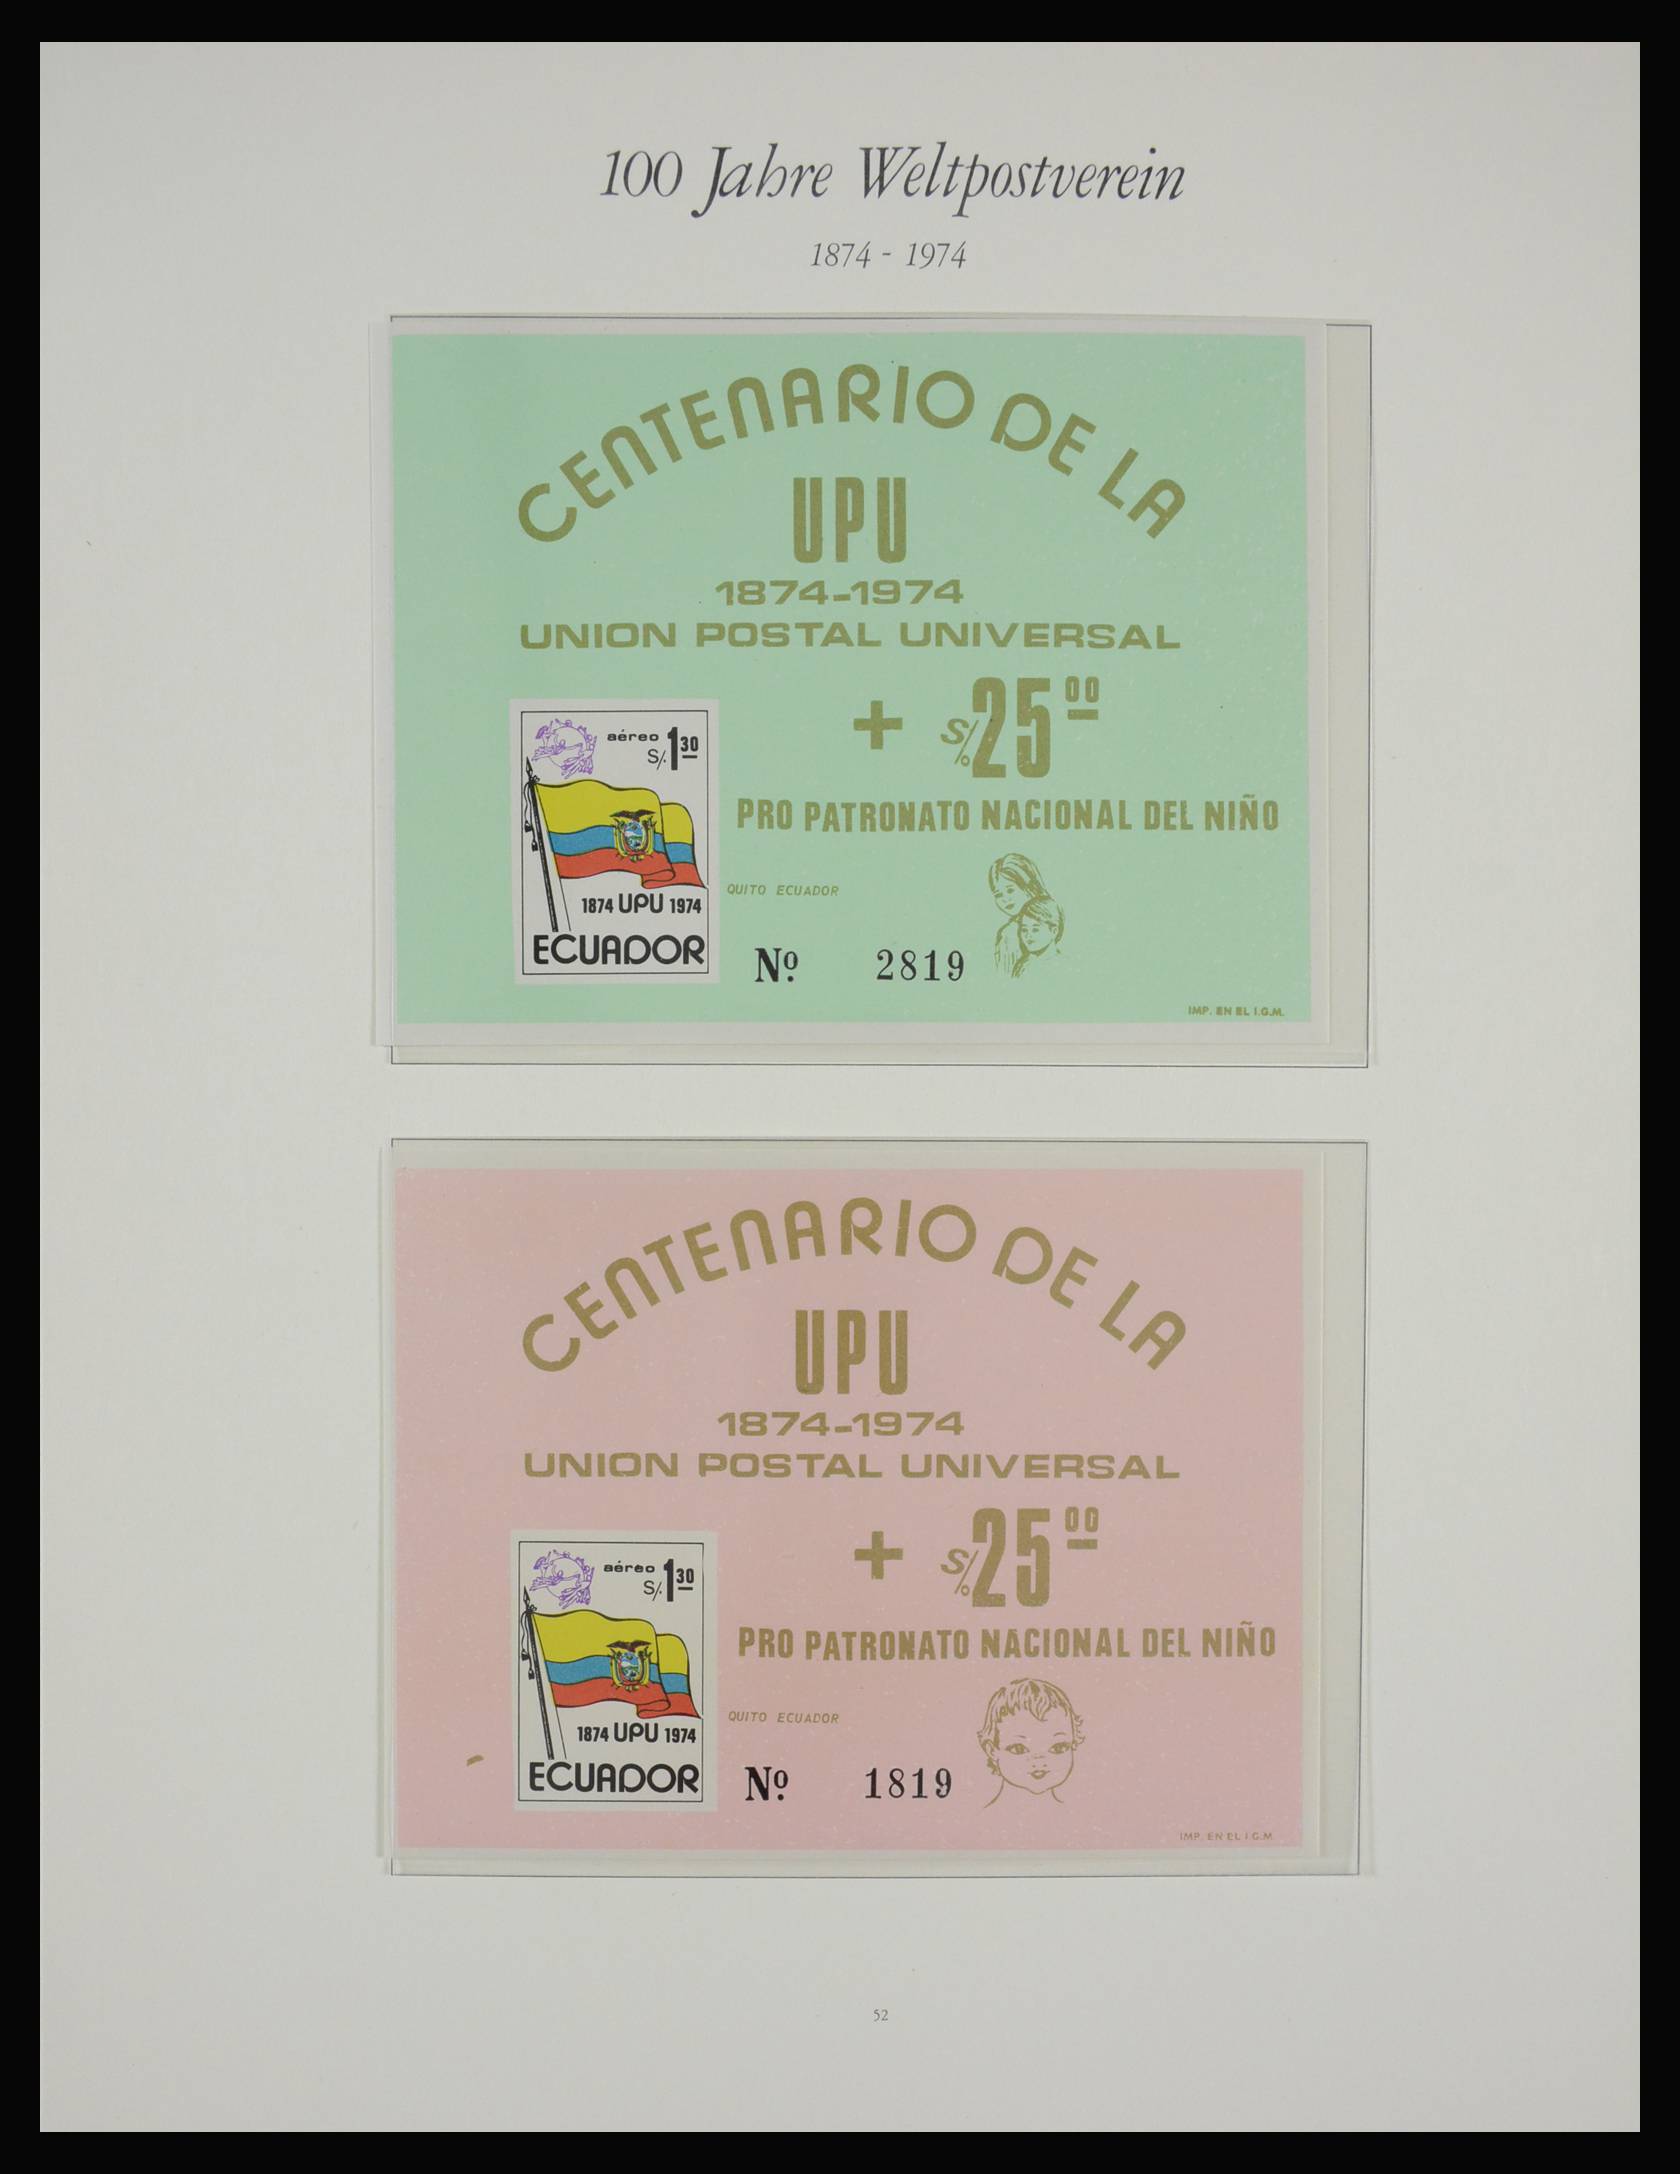 100 Jahre Weltpostverein
1874 - 1974
CENTENARIO DE LA
UPU
1874-1974
UNION POSTAL UNIVERSAL
+ S/. 25 00
PRO PATRONATO NACIONAL DEL NIÑO
aéreo
S/. 1 30
1874 UPU 1974
ECUADOR
QUITO ECUADOR
Nº 2819
IMP. EN EL I.G.M.
CENTENARIO DE LA
UPU
1874-1974
UNION POSTAL UNIVERSAL
+ S/. 25 00
PRO PATRONATO NACIONAL DEL NIÑO
aéreo
S/. 1 30
1874 UPU 1974
ECUADOR
QUITO ECUADOR
Nº 1819
IMP. EN EL I.G.M.
52